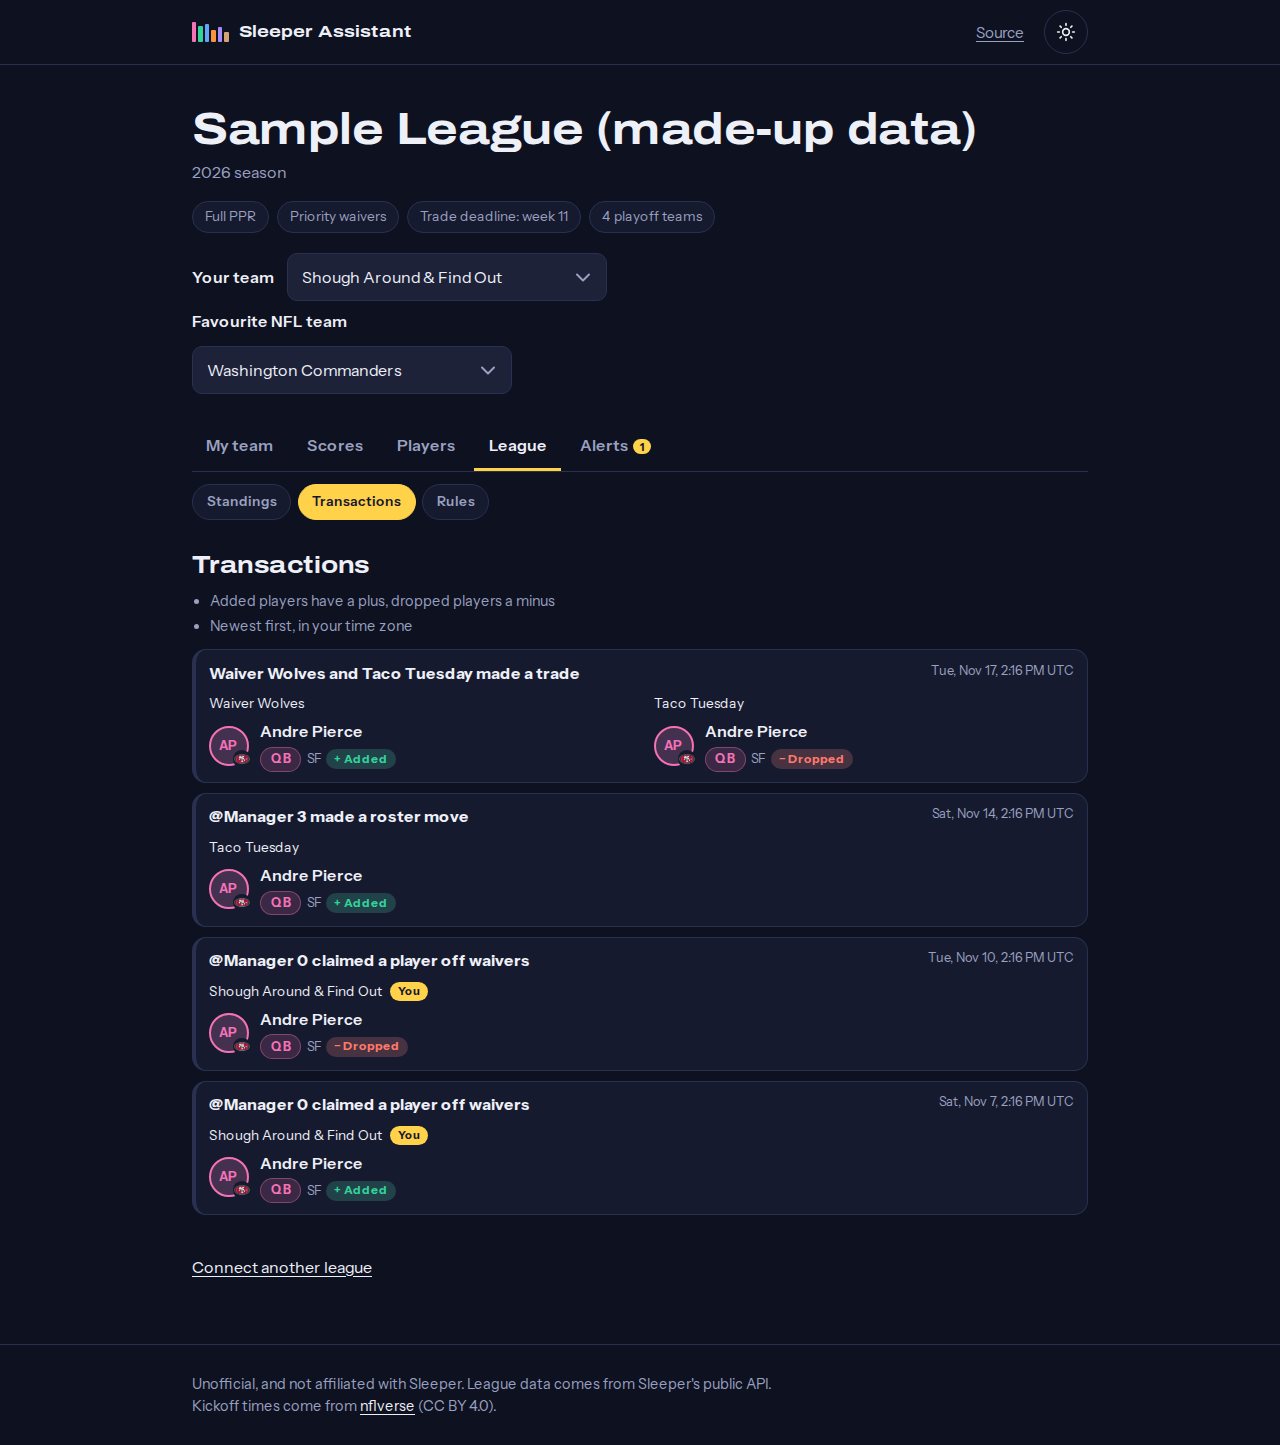 Sleeper Assistant
Source
Sample League (made-up data)
2026 season
Full PPR
Priority waivers
Trade deadline: week 11
4 playoff teams
Your team
Shough Around & Find Out
Favourite NFL team
Washington Commanders
My team
Scores
Players
League
Alerts 1
Standings
Transactions
Rules
Transactions
• Added players have a plus, dropped players a minus
• Newest first, in your time zone
Waiver Wolves and Taco Tuesday made a trade
Tue, Nov 17, 2:16 PM UTC
Waiver Wolves
AP
Andre Pierce
QB SF + Added
Taco Tuesday
AP
Andre Pierce
QB SF − Dropped
@Manager 3 made a roster move
Sat, Nov 14, 2:16 PM UTC
Taco Tuesday
AP
Andre Pierce
QB SF + Added
@Manager 0 claimed a player off waivers
Tue, Nov 10, 2:16 PM UTC
Shough Around & Find Out You
AP
Andre Pierce
QB SF − Dropped
@Manager 0 claimed a player off waivers
Sat, Nov 7, 2:16 PM UTC
Shough Around & Find Out You
AP
Andre Pierce
QB SF + Added
Connect another league
Unofficial, and not affiliated with Sleeper. League data comes from Sleeper's public API.
Kickoff times come from nflverse (CC BY 4.0).